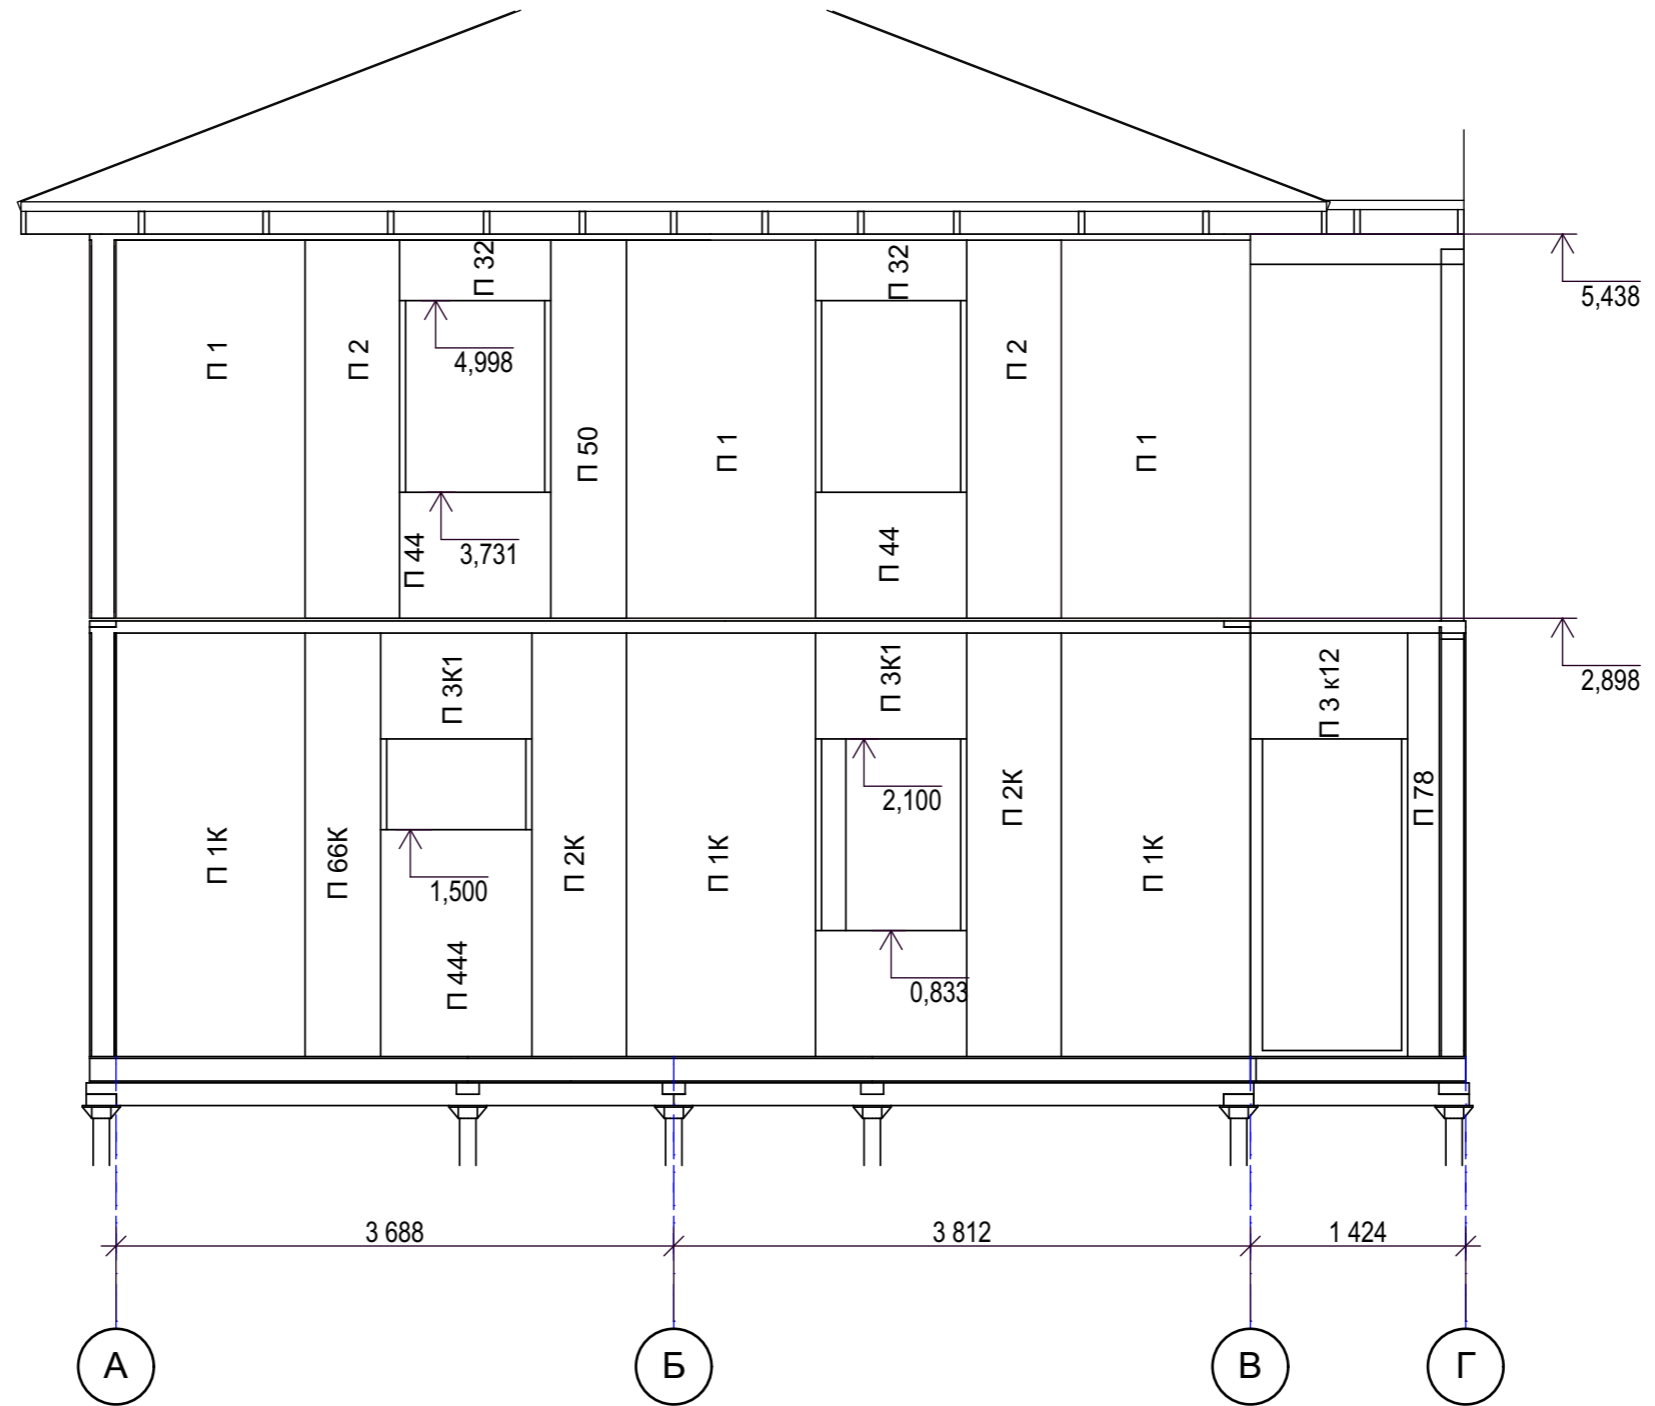 П 32
П 32
5,438
П 1
П 2
4,998
П 2
П 50
П 1
П 1
П 44
3,731
П 44
2,898
П 3К1
П 3К1
П 3 к12
2,100
П 78
П 1К
П 66К
1,500
П 2К
П 1К
П 2К
П 1К
П 444
0,833
3 688
3 812
1 424
А
Б
В
Г